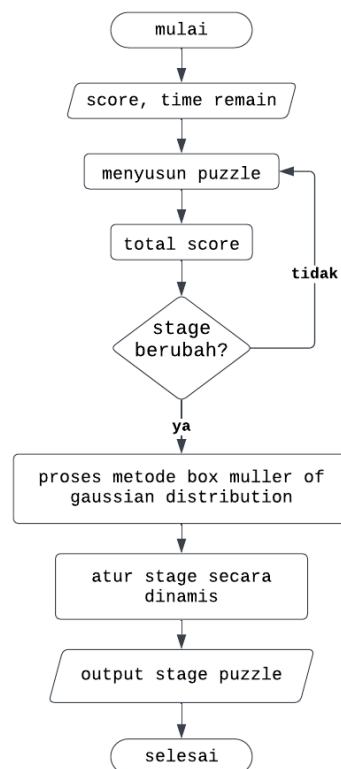 mulai
score, time remain
menyusun puzzle
total score
tidak
stage
berubah?
ya
proses metode box muller of
gaussian distribution
atur stage secara
dinamis
output stage puzzle
selesai